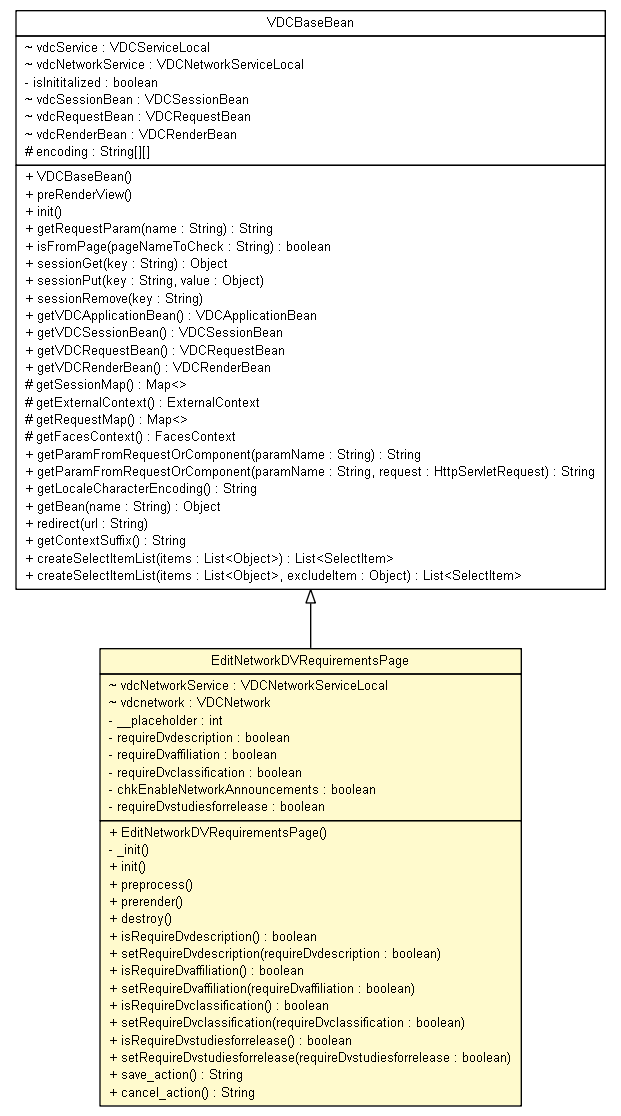 VDCBaseBean
~ vdcService : VDCServiceLocal
~ vdcNetworkService : VDCNetworkServiceLocal
- isInititalized : boolean
~ vdcSessionBean : VDCSessionBean
~ vdcRequestBean : VDCRequestBean
~ vdcRenderBean : VDCRenderBean
# encoding : String[][]
+ VDCBaseBean()
+ preRenderView()
+ init()
+ getRequestParam(name : String) : String
+ isFromPage(pageNameToCheck : String) : boolean
+ sessionGet(key : String) : Object
+ sessionPut(key : String, value : Object)
+ sessionRemove(key : String)
+ getVDCApplicationBean() : VDCApplicationBean
+ getVDCSessionBean() : VDCSessionBean
+ getVDCRequestBean() : VDCRequestBean
+ getVDCRenderBean() : VDCRenderBean
# getSessionMap() : Map<>
# getExternalContext() : ExternalContext
# getRequestMap() : Map<>
# getFacesContext() : FacesContext
+ getParamFromRequestOrComponent(paramName : String) : String
+ getParamFromRequestOrComponent(paramName : String, request : HttpServletRequest) : String
+ getLocaleCharacterEncoding() : String
+ getBean(name : String) : Object
+ redirect(url : String)
+ getContextSuffix() : String
+ createSelectItemList(items : List<Object>) : List<SelectItem>
+ createSelectItemList(items : List<Object>, excludeItem : Object) : List<SelectItem>
EditNetworkDVRequirementsPage
~ vdcNetworkService : VDCNetworkServiceLocal
~ vdcnetwork : VDCNetwork
- __placeholder : int
- requireDvdescription : boolean
- requireDvaffiliation : boolean
- requireDvclassification : boolean
- chkEnableNetworkAnnouncements : boolean
- requireDvstudiesforrelease : boolean
+ EditNetworkDVRequirementsPage()
- _init()
+ init()
+ preprocess()
+ prerender()
+ destroy()
+ isRequireDvdescription() : boolean
+ setRequireDvdescription(requireDvdescription : boolean)
+ isRequireDvaffiliation() : boolean
+ setRequireDvaffiliation(requireDvaffiliation : boolean)
+ isRequireDvclassification() : boolean
+ setRequireDvclassification(requireDvclassification : boolean)
+ isRequireDvstudiesforrelease() : boolean
+ setRequireDvstudiesforrelease(requireDvstudiesforrelease : boolean)
+ save_action() : String
+ cancel_action() : String